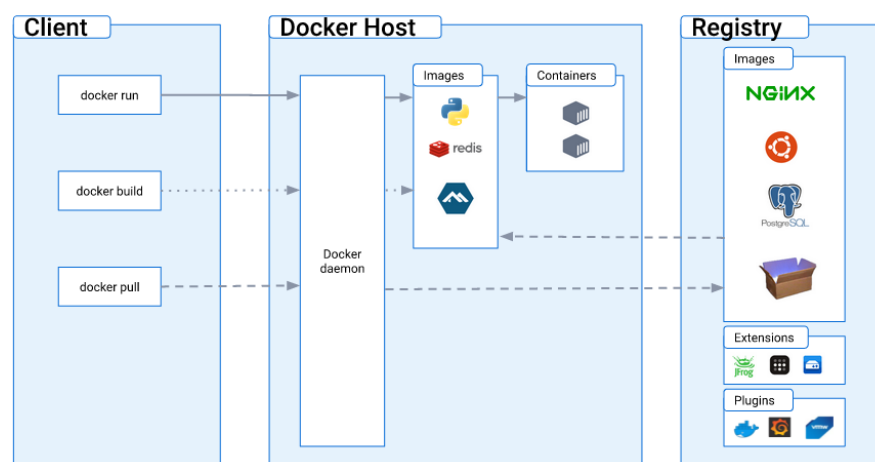 Client
docker run
docker build
docker pull
Docker Host
Docker
daemon
Images
redis
Containers
Registry
Images
NGINX
PostgreSQL
Extensions
JFrog
Plugins
vmw